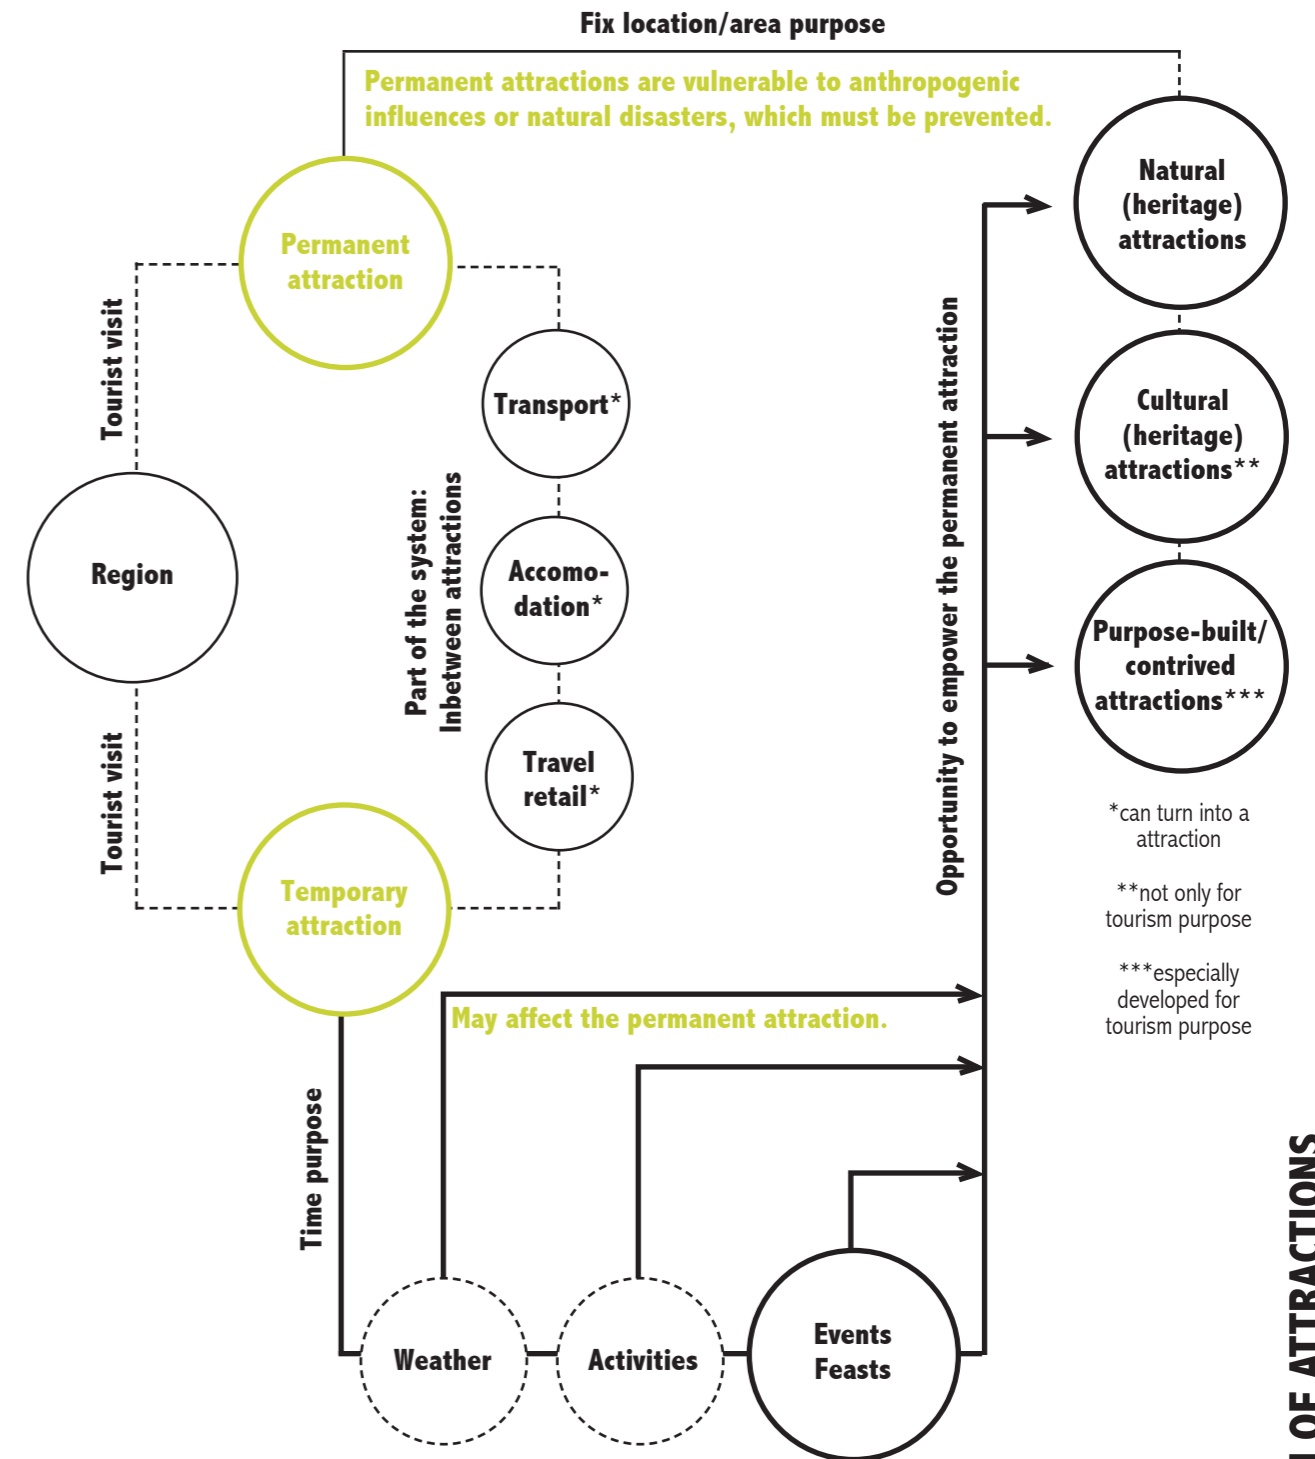 Fix location/area purpose
Permanent attractions are vulnerable to anthropogenic
influences or natural disasters, which must be prevented.
Natural
(heritage)
attractions
Permanent
attraction
Tourist visit
Transport*
Cultural
(heritage)
attractions**
Opportunity to empower the permanent attraction
Part of the system:
Inbetween attractions
Region
Accomo-
dation*
Purpose-built/
contrived
attractions***
Tourist visit
Travel
retail*
*can turn into a
attraction
**not only for
tourism purpose
***especially
developed for
tourism purpose
Temporary
attraction
May affect the permanent attraction.
Time purpose
Weather
Activities
Events
Feasts
OF ATTRACTIONS